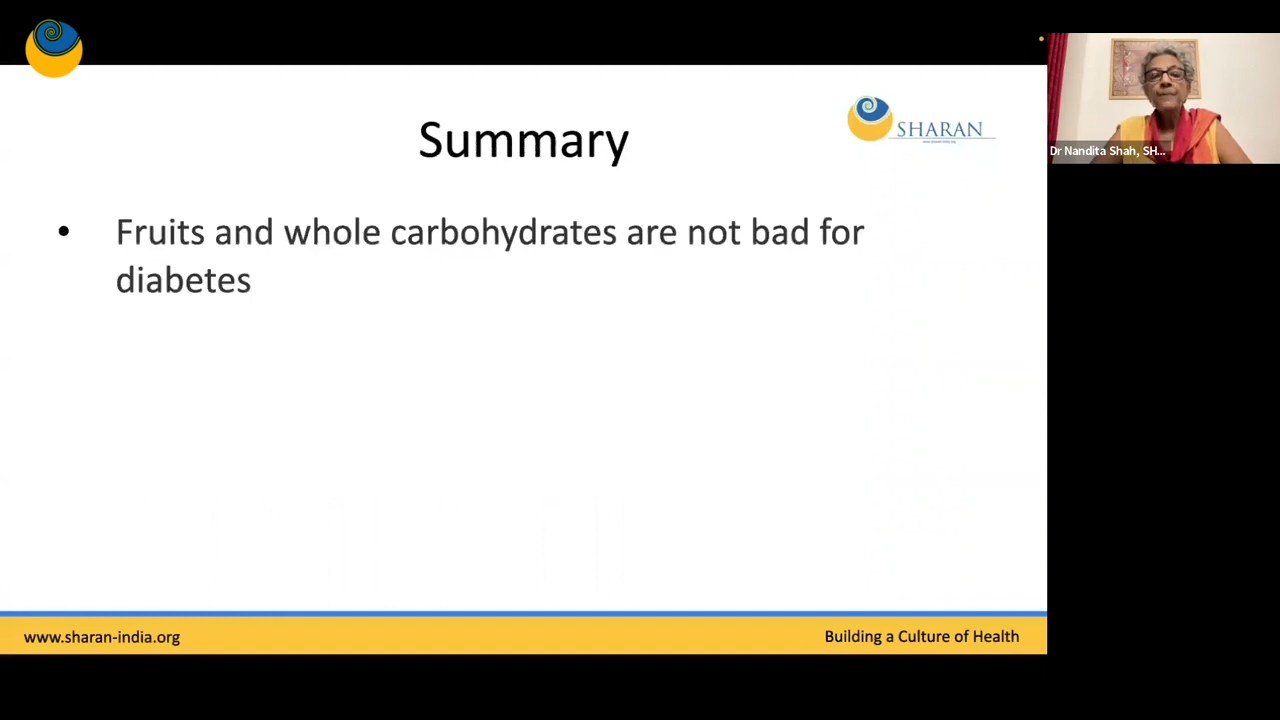 Summary
SHARAN
• Fruits and whole carbohydrates are not bad for
diabetes
Dr Nandita Shah, SH...
www.sharan-india.org
Building a Culture of Health